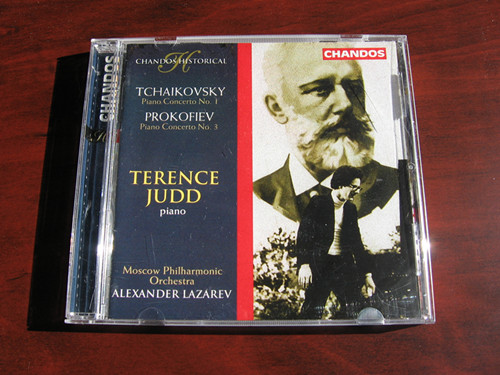 CHANDOS
CHANDOS HISTORICAL
H
CHANDOS
TCHAIKOVSKY
Piano Concerto No. 1
PROKOFIEV
Piano Concerto No. 3
TERENCE
JUDD
piano
Moscow Philharmonic
Orchestra
ALEXANDER LAZAREV